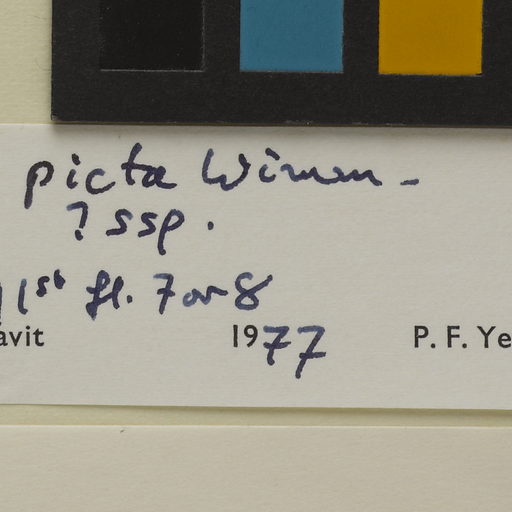 picta Wimm -
? ssp.
1st fl. 7 or 8
avit 1977 P. F. Ye